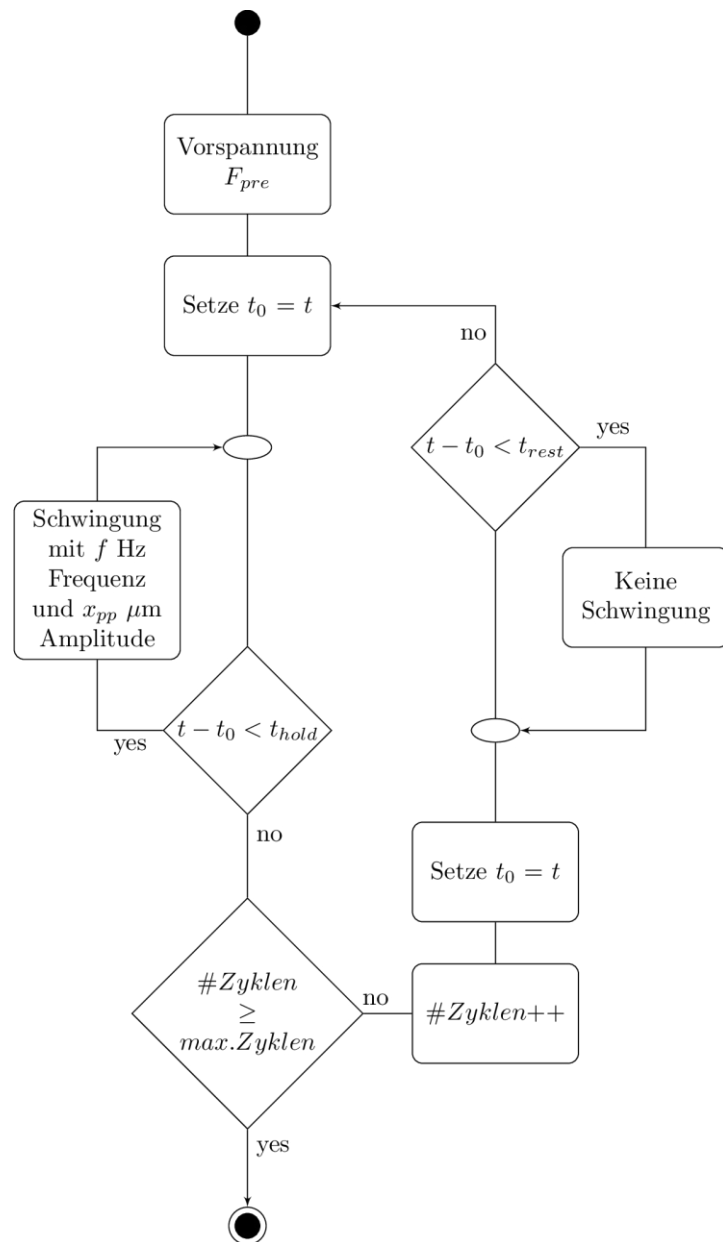 Vorspannung
F_pre
Setze t_0 = t
no
t − t_0 < t_rest
yes
Schwingung
mit f Hz
Frequenz
und x_pp μm
Amplitude
Keine
Schwingung
t − t_0 < t_hold
yes
no
Setze t_0 = t
#Zyklen
≥
max.Zyklen
no
#Zyklen++
yes